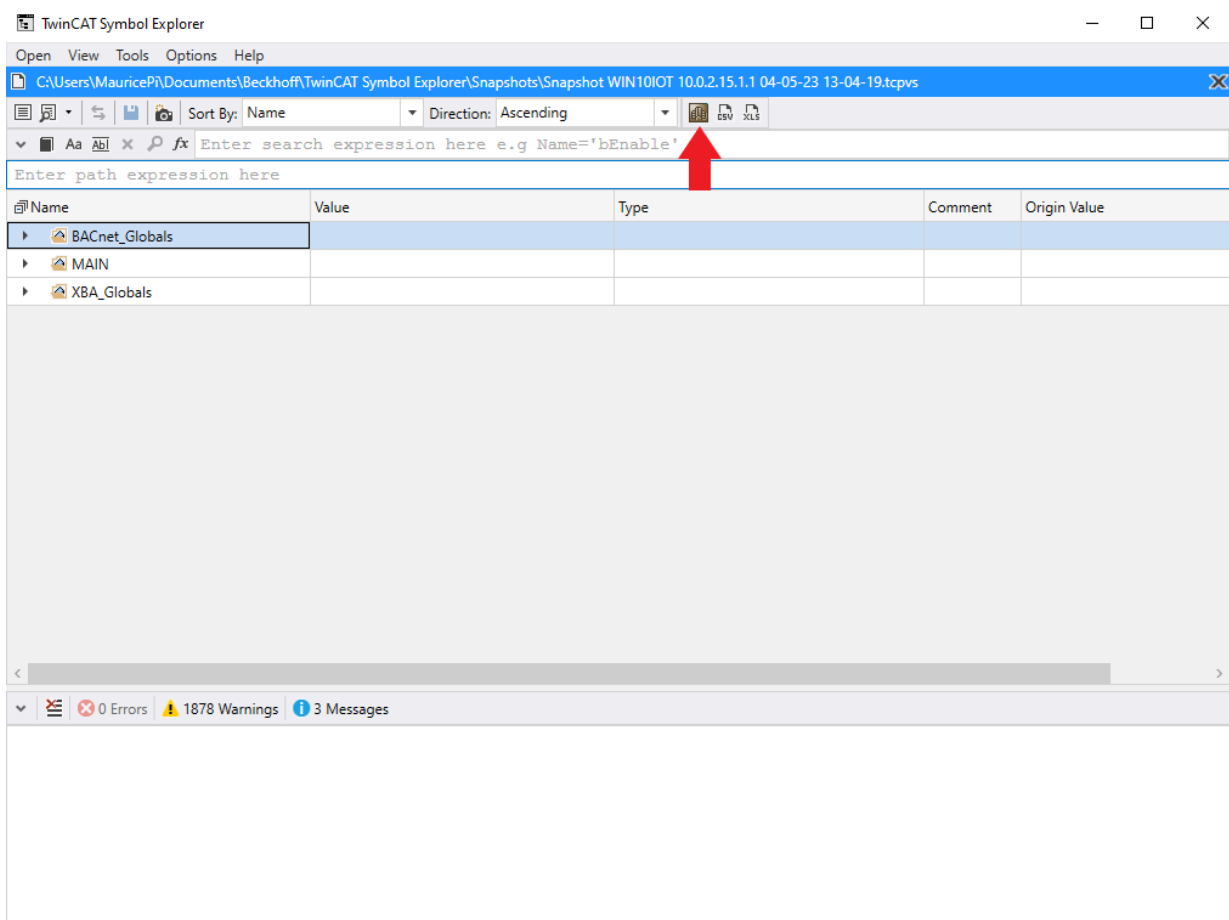 TwinCAT Symbol Explorer
Open View Tools Options Help
C:\Users\MauricePi\Documents\Beckhoff\TwinCAT Symbol Explorer\Snapshots\Snapshot WIN10IOT 10.0.2.15.1.1 04-05-23 13-04-19.tcpvs
Sort By: Name Direction: Ascending CSV XLS
Aa Abl fx Enter search expression here e.g Name='bEnable'
Enter path expression here
Name Value Type Comment Origin Value
BACnet_Globals
MAIN
XBA_Globals
0 Errors 1878 Warnings 3 Messages